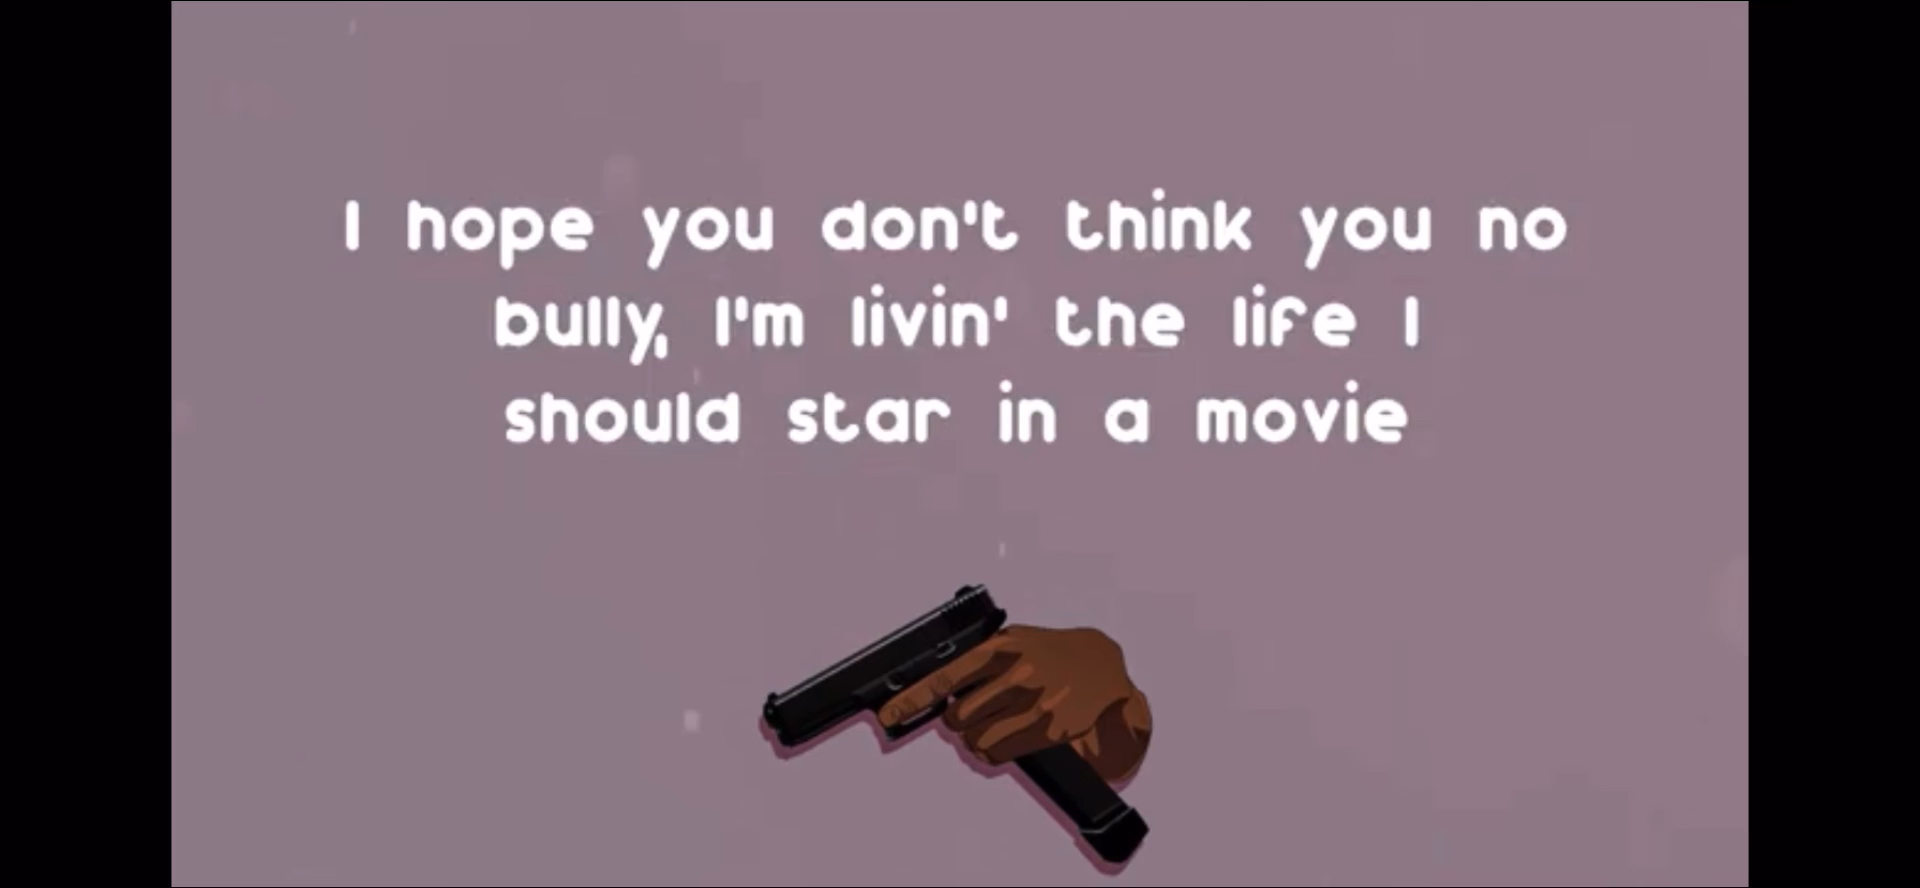 I hope you don't think you no
bully, I'm livin' the life I
should star in a movie